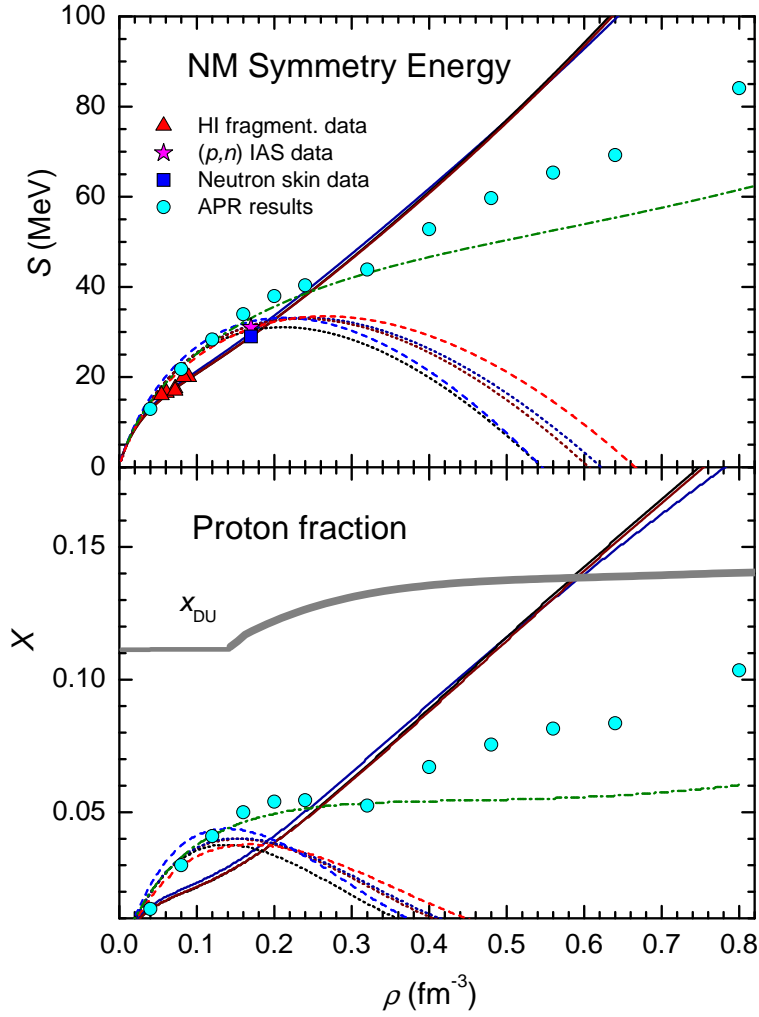 NM Symmetry Energy
HI fragment. data
(p,n) IAS data
Neutron skin data
APR results
S (MeV)
100
80
60
40
20
0
Proton fraction
x_DU
X
0.15
0.10
0.05
0.0 0.1 0.2 0.3 0.4 0.5 0.6 0.7 0.8
ρ (fm⁻³)